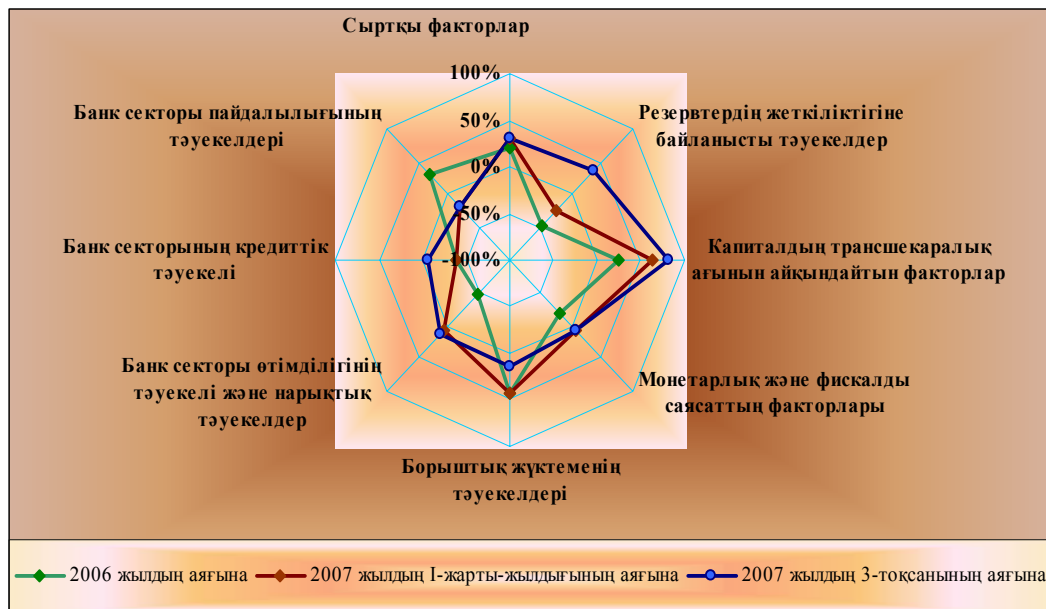 Сыртқы факторлар
100%
50%
0%
50%
-100%
Резервтердің жеткіліктігіне
байланысты тәуекелдер
Капиталдың трансшекаралық
ағынын айқындайтын факторлар
Монетарлық және фискалды
саясаттың факторлары
Борыштық жүктеменің
тәуекелдері
Банк секторы өтімділігінің
тәуекелі және нарықтық
тәуекелдер
Банк секторының кредиттік
тәуекелі
Банк секторы пайдалылығының
тәуекелдері
2006 жылдың аяғына
2007 жылдың I-жарты-жылдығының аяғына
2007 жылдың 3-тоқсанының аяғына